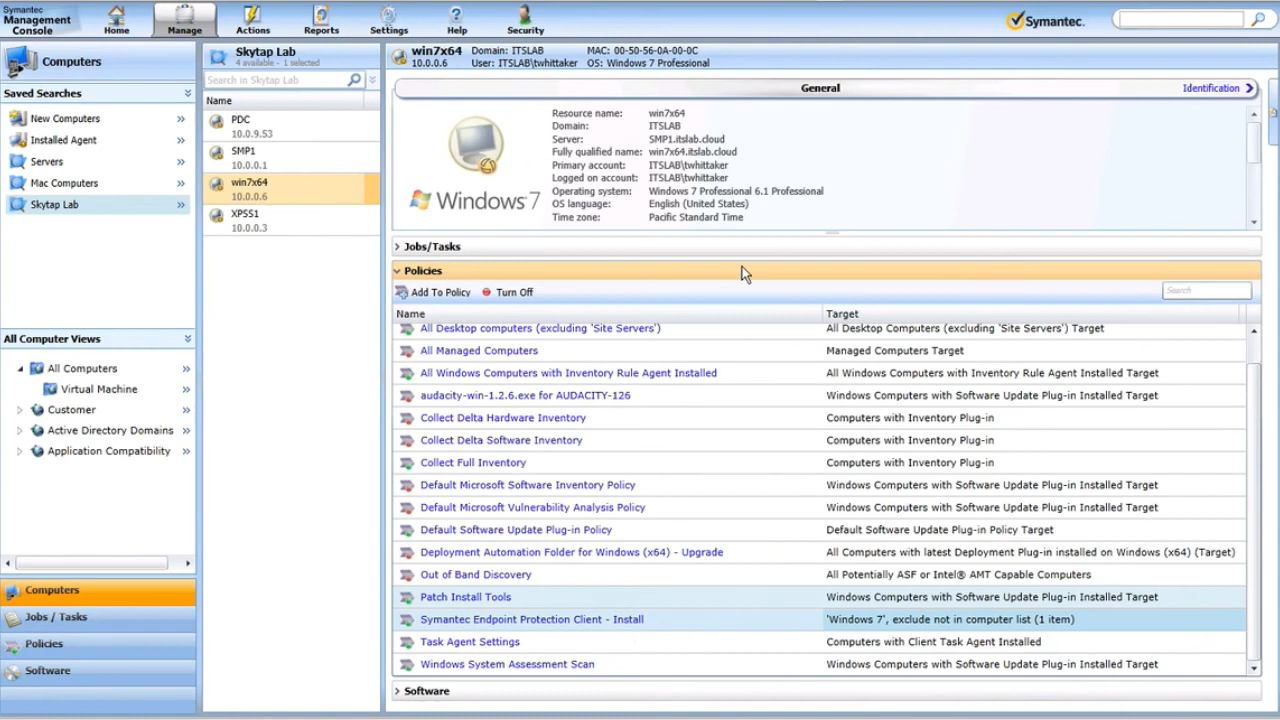 Symantec
Management
Console
Home
Manage
Actions
Reports
Settings
Help
Security
Symantec.
Computers
Saved Searches
New Computers
Installed Agent
Servers
Mac Computers
Skytap Lab
All Computer Views
All Computers
Virtual Machine
Customer
Active Directory Domains
Application Compatibility
Computers
Jobs / Tasks
Policies
Software
Skytap Lab
4 available - 1 selected
Search in Skytap Lab
Name
PDC
10.0.9.53
SMP1
10.0.0.1
win7x64
10.0.0.6
XPSS1
10.0.0.3
win7x64 Domain: ITSLAB MAC: 00-50-56-0A-00-0C
10.0.0.6 User: ITSLAB\twhittaker OS: Windows 7 Professional
General
Identification
Windows 7
Resource name: win7x64
Domain: ITSLAB
Server: SMP1.itslab.cloud
Fully qualified name: win7x64.itslab.cloud
Primary account: ITSLAB\twhittaker
Logged on account: ITSLAB\twhittaker
Operating system: Windows 7 Professional 6.1 Professional
OS language: English (United States)
Time zone: Pacific Standard Time
Jobs/Tasks
Policies
Add To Policy Turn Off Search
Name Target
All Desktop computers (excluding 'Site Servers') All Desktop Computers (excluding 'Site Servers') Target
All Managed Computers Managed Computers Target
All Windows Computers with Inventory Rule Agent Installed All Windows Computers with Inventory Rule Agent Installed Target
audacity-win-1.2.6.exe for AUDACITY-126 Windows Computers with Software Update Plug-in Installed Target
Collect Delta Hardware Inventory Computers with Inventory Plug-in
Collect Delta Software Inventory Computers with Inventory Plug-in
Collect Full Inventory Computers with Inventory Plug-in
Default Microsoft Software Inventory Policy Windows Computers with Software Update Plug-in Installed Target
Default Microsoft Vulnerability Analysis Policy Windows Computers with Software Update Plug-in Installed Target
Default Software Update Plug-in Policy Default Software Update Plug-in Policy Target
Deployment Automation Folder for Windows (x64) - Upgrade All Computers with latest Deployment Plug-in installed on Windows (x64) (Target)
Out of Band Discovery All Potentially ASF or Intel® AMT Capable Computers
Patch Install Tools Windows Computers with Software Update Plug-in Installed Target
Symantec Endpoint Protection Client - Install 'Windows 7', exclude not in computer list (1 item)
Task Agent Settings Computers with Client Task Agent Installed
Windows System Assessment Scan Windows Computers with Software Update Plug-in Installed Target
Software